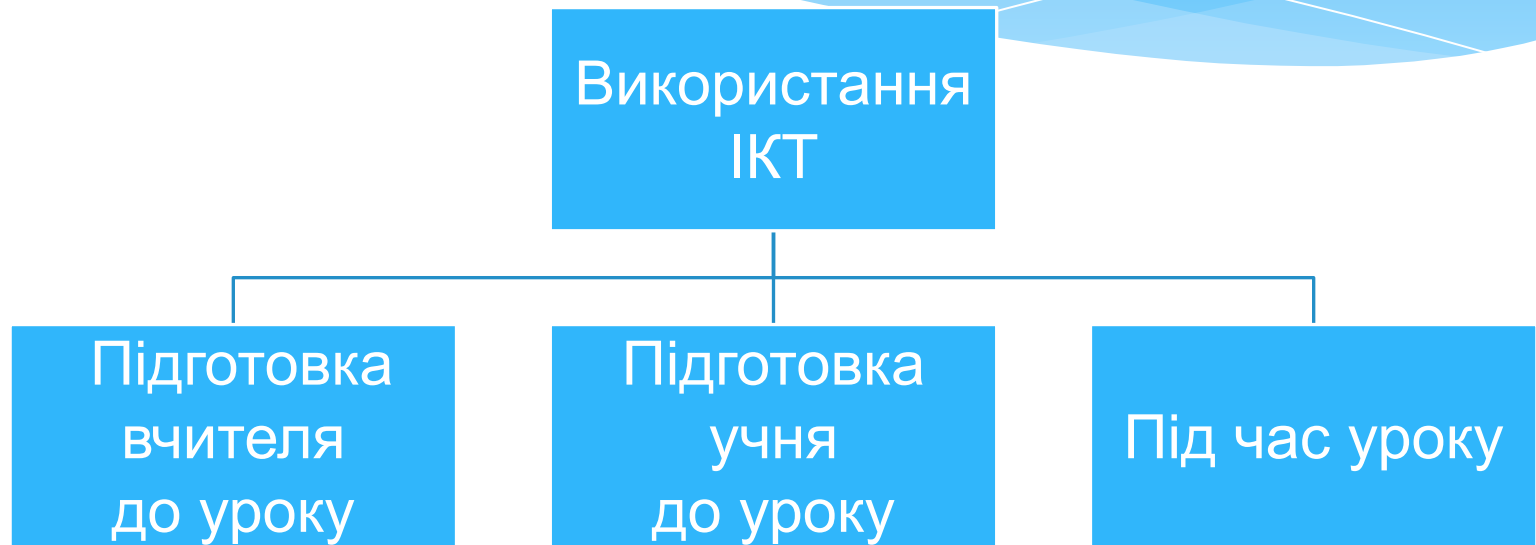 Використання
ІКТ
Підготовка
вчителя
до уроку
Підготовка
учня
до уроку
Під час уроку